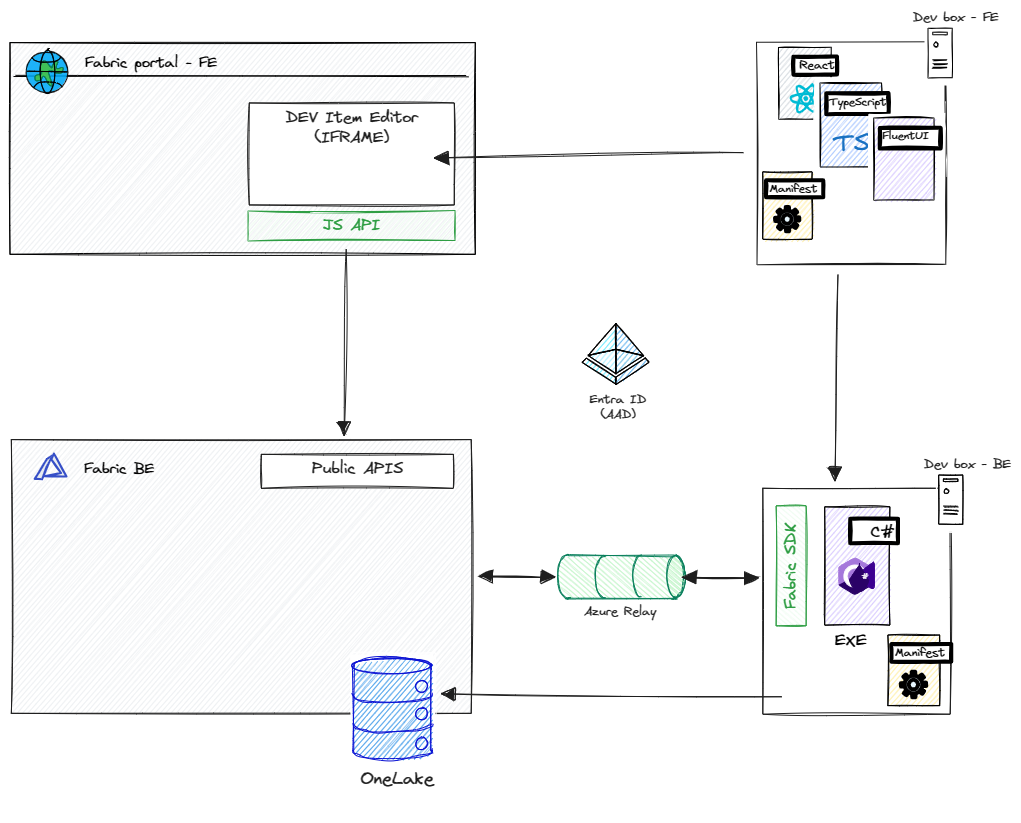 Dev box - FE
Fabric portal - FE
React
TypeScript
TS
FluentUI
Manifest
DEV Item Editor
(IFRAME)
JS API
Entra ID
(AAD)
Dev box - BE
Fabric BE
Public APIS
Fabric SDK
C#
#
EXE
Azure Relay
Manifest
OneLake